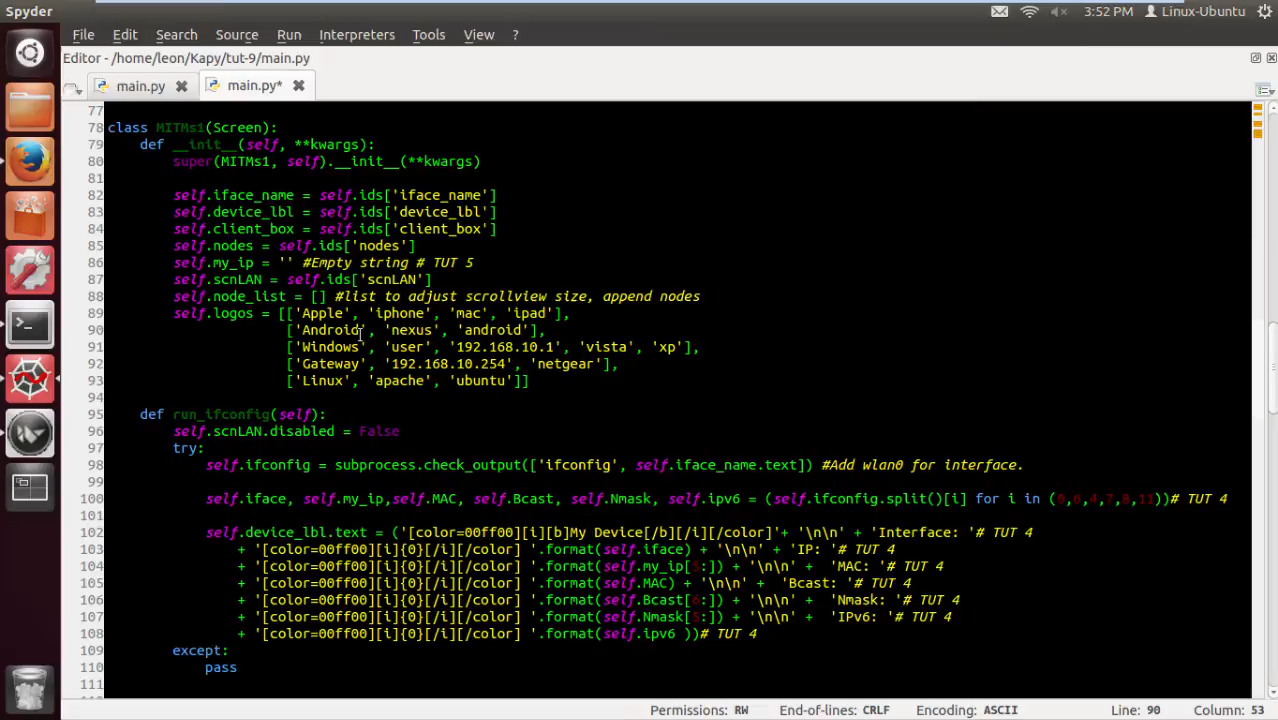 Spyder
3:52 PM
Linux-Ubuntu
File Edit Search Source Run Interpreters Tools View ?
Editor - /home/leon/Kapy/tut-9/main.py
main.py
main.py*
77
78 class MITMs1(Screen):
79 def __init__(self, **kwargs):
80 super(MITMs1, self).__init__(**kwargs)
81
82 self.iface_name = self.ids['iface_name']
83 self.device_lbl = self.ids['device_lbl']
84 self.client_box = self.ids['client_box']
85 self.nodes = self.ids['nodes']
86 self.my_ip = '' #Empty string # TUT 5
87 self.scnLAN = self.ids['scnLAN']
88 self.node_list = [] #list to adjust scrollview size, append nodes
89 self.logos = [['Apple', 'iphone', 'mac', 'ipad'],
90 ['Android', 'nexus', 'android'],
91 ['Windows', 'user', '192.168.10.1', 'vista', 'xp'],
92 ['Gateway', '192.168.10.254', 'netgear'],
93 ['Linux', 'apache', 'ubuntu']]
94
95 def run_ifconfig(self):
96 self.scnLAN.disabled = False
97 try:
98 self.ifconfig = subprocess.check_output(['ifconfig', self.iface_name.text]) #Add wlan0 for interface.
99
100 self.iface, self.my_ip,self.MAC, self.Bcast, self.Nmask, self.ipv6 = (self.ifconfig.split()[i] for i in (0,6,4,7,8,11))# TUT 4
101
102 self.device_lbl.text = ('[color=00ff00][i][b]My Device[/b][/i][/color]'+ '\n\n' + 'Interface: '# TUT 4
103 + '[color=00ff00][i]{0}[/i][/color] '.format(self.iface) + '\n\n' + 'IP: '# TUT 4
104 + '[color=00ff00][i]{0}[/i][/color] '.format(self.my_ip[5:]) + '\n\n' + 'MAC: '# TUT 4
105 + '[color=00ff00][i]{0}[/i][/color] '.format(self.MAC) + '\n\n' + 'Bcast: '# TUT 4
106 + '[color=00ff00][i]{0}[/i][/color] '.format(self.Bcast[6:]) + '\n\n' + 'Nmask: '# TUT 4
107 + '[color=00ff00][i]{0}[/i][/color] '.format(self.Nmask[5:]) + '\n\n' + 'IPv6: '# TUT 4
108 + '[color=00ff00][i]{0}[/i][/color] '.format(self.ipv6 ))# TUT 4
109 except:
110 pass
111
Permissions: RW End-of-lines: CRLF Encoding: ASCII Line: 90 Column: 53